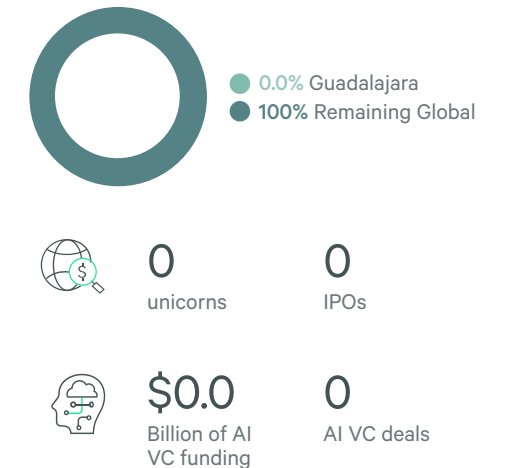 0.0% Guadalajara
100% Remaining Global
$
0
unicorns
0
IPOs
$0.0
Billion of AI
VC funding
0
AI VC deals